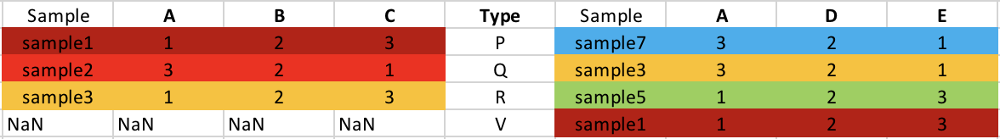 Sample A B C Type Sample A D E
sample1 1 2 3 P sample7 3 2 1
sample2 3 2 1 Q sample3 3 2 1
sample3 1 2 3 R sample5 1 2 3
NaN NaN NaN NaN V sample1 1 2 3